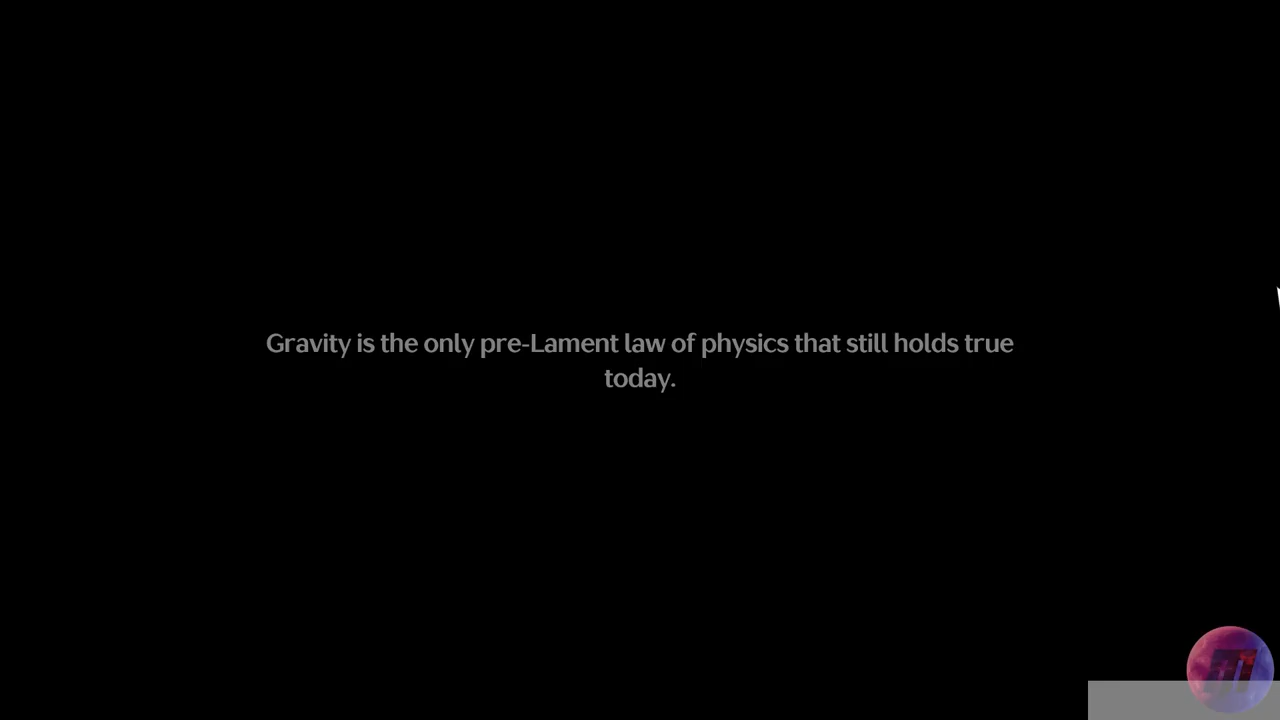 Gravity is the only pre-Lament law of physics that still holds true
today.